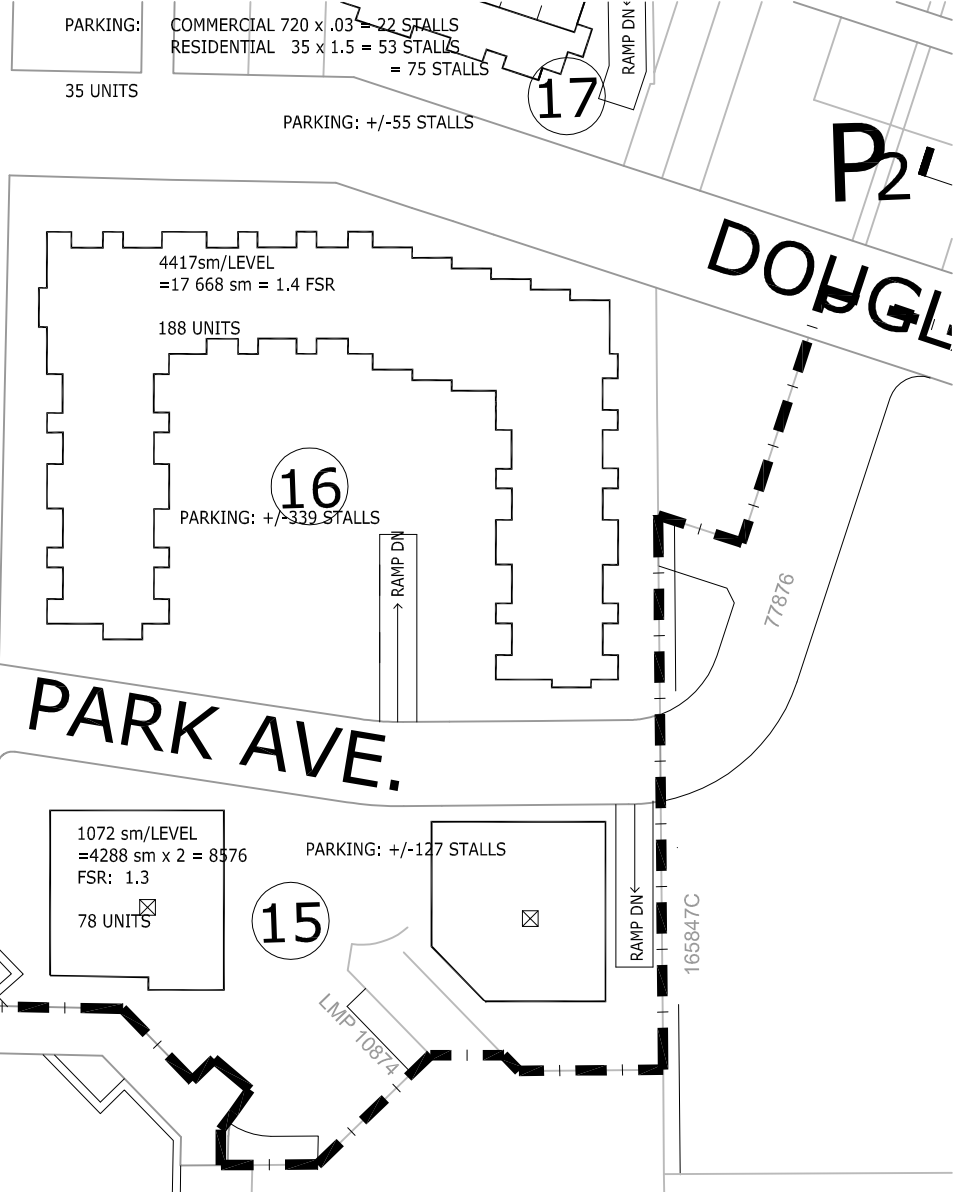 PARKING: COMMERCIAL 720 x .03 = 22 STALLS
RESIDENTIAL 35 x 1.5 = 53 STALLS
= 75 STALLS
35 UNITS
17
RAMP DN
PARKING: +/-55 STALLS
P2
DOUGL
4417sm/LEVEL
=17 668 sm = 1.4 FSR
188 UNITS
16
PARKING: +/-339 STALLS
RAMP DN
77876
PARK AVE.
1072 sm/LEVEL
=4288 sm x 2 = 8576
FSR: 1.3
78 UNITS
PARKING: +/-127 STALLS
15
RAMP DN
165847C
LMP 10874